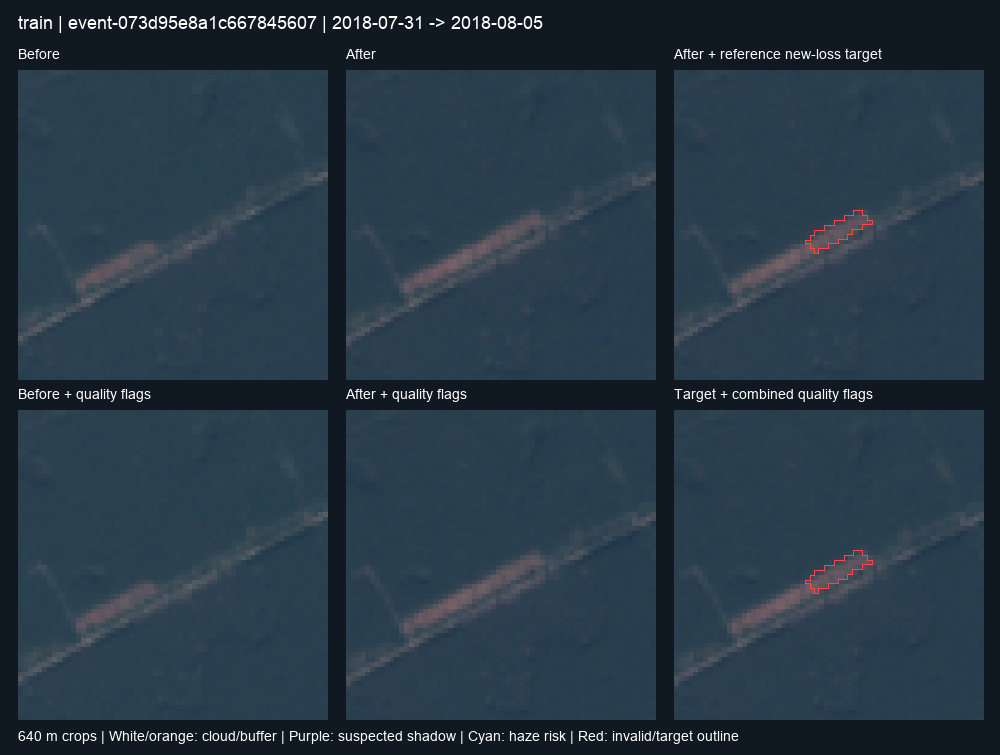 train | event-073d95e8a1c667845607 | 2018-07-31 -> 2018-08-05
Before
After
After + reference new-loss target
Before + quality flags
After + quality flags
Target + combined quality flags
640 m crops | White/orange: cloud/buffer | Purple: suspected shadow | Cyan: haze risk | Red: invalid/target outline